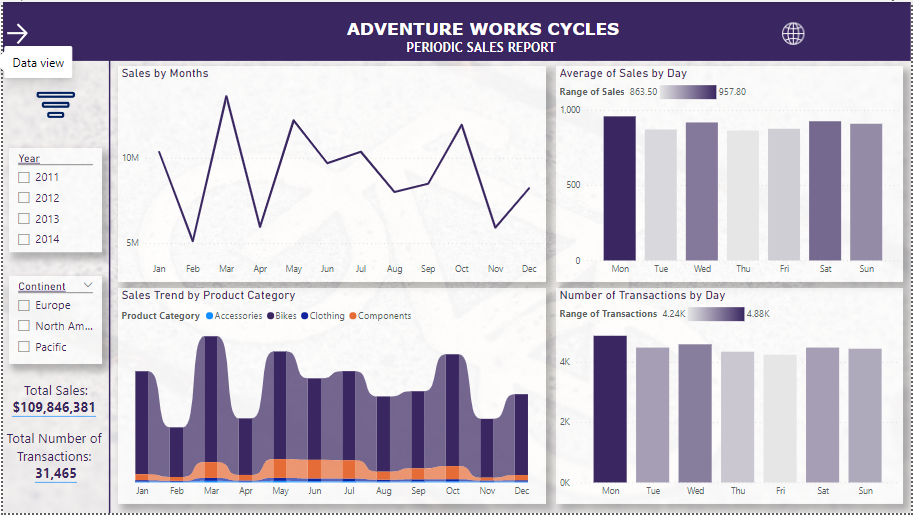 ADVENTURE WORKS CYCLES
PERIODIC SALES REPORT
Data view
Year
2011
2012
2013
2014
Continent
Europe
North Am...
Pacific
Total Sales:
$109,846,381
Total Number of
Transactions:
31,465
Sales by Months
10M
5M
Jan Feb Mar Apr May Jun Jul Aug Sep Oct Nov Dec
Average of Sales by Day
Range of Sales 863.50 957.80
1,000
500
0
Mon Tue Wed Thu Fri Sat Sun
Sales Trend by Product Category
Product Category Accessories Bikes Clothing Components
Jan Feb Mar Apr May Jun Jul Aug Sep Oct Nov Dec
Number of Transactions by Day
Range of Transactions 4.24K 4.88K
4K
2K
0K
Mon Tue Wed Thu Fri Sat Sun